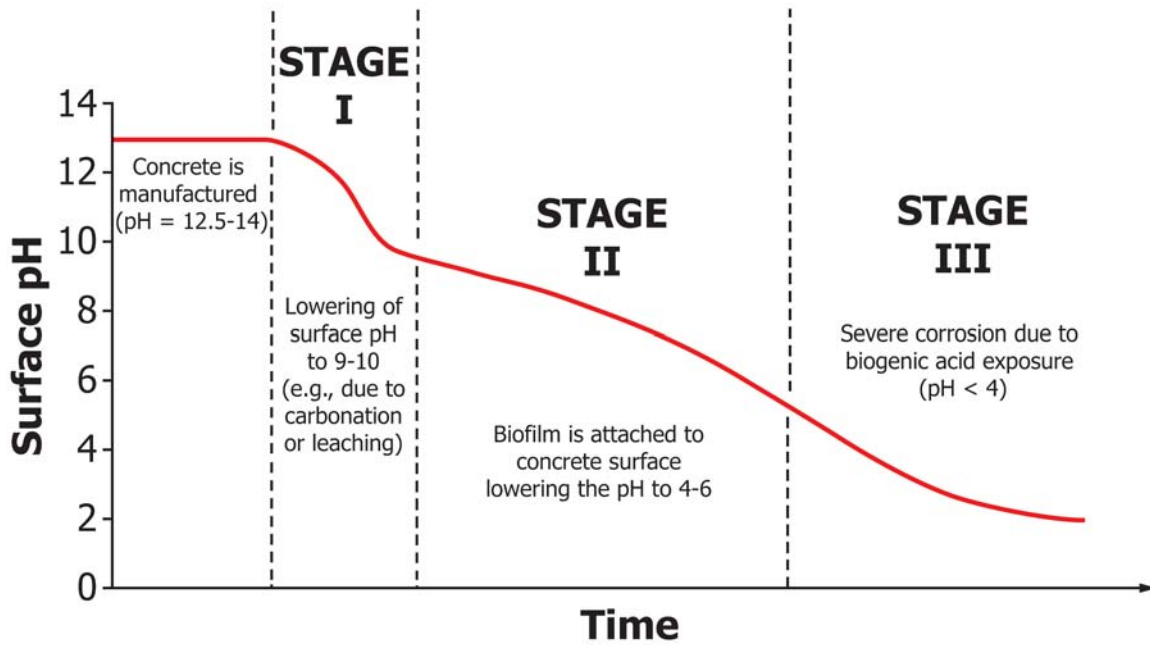 STAGE
I
STAGE
II
STAGE
III
Surface pH
14
12
10
8
6
4
2
0
Concrete is
manufactured
(pH = 12.5-14)
Lowering of
surface pH
to 9-10
(e.g., due to
carbonation
or leaching)
Biofilm is attached to
concrete surface
lowering the pH to 4-6
Severe corrosion due to
biogenic acid exposure
(pH < 4)
Time